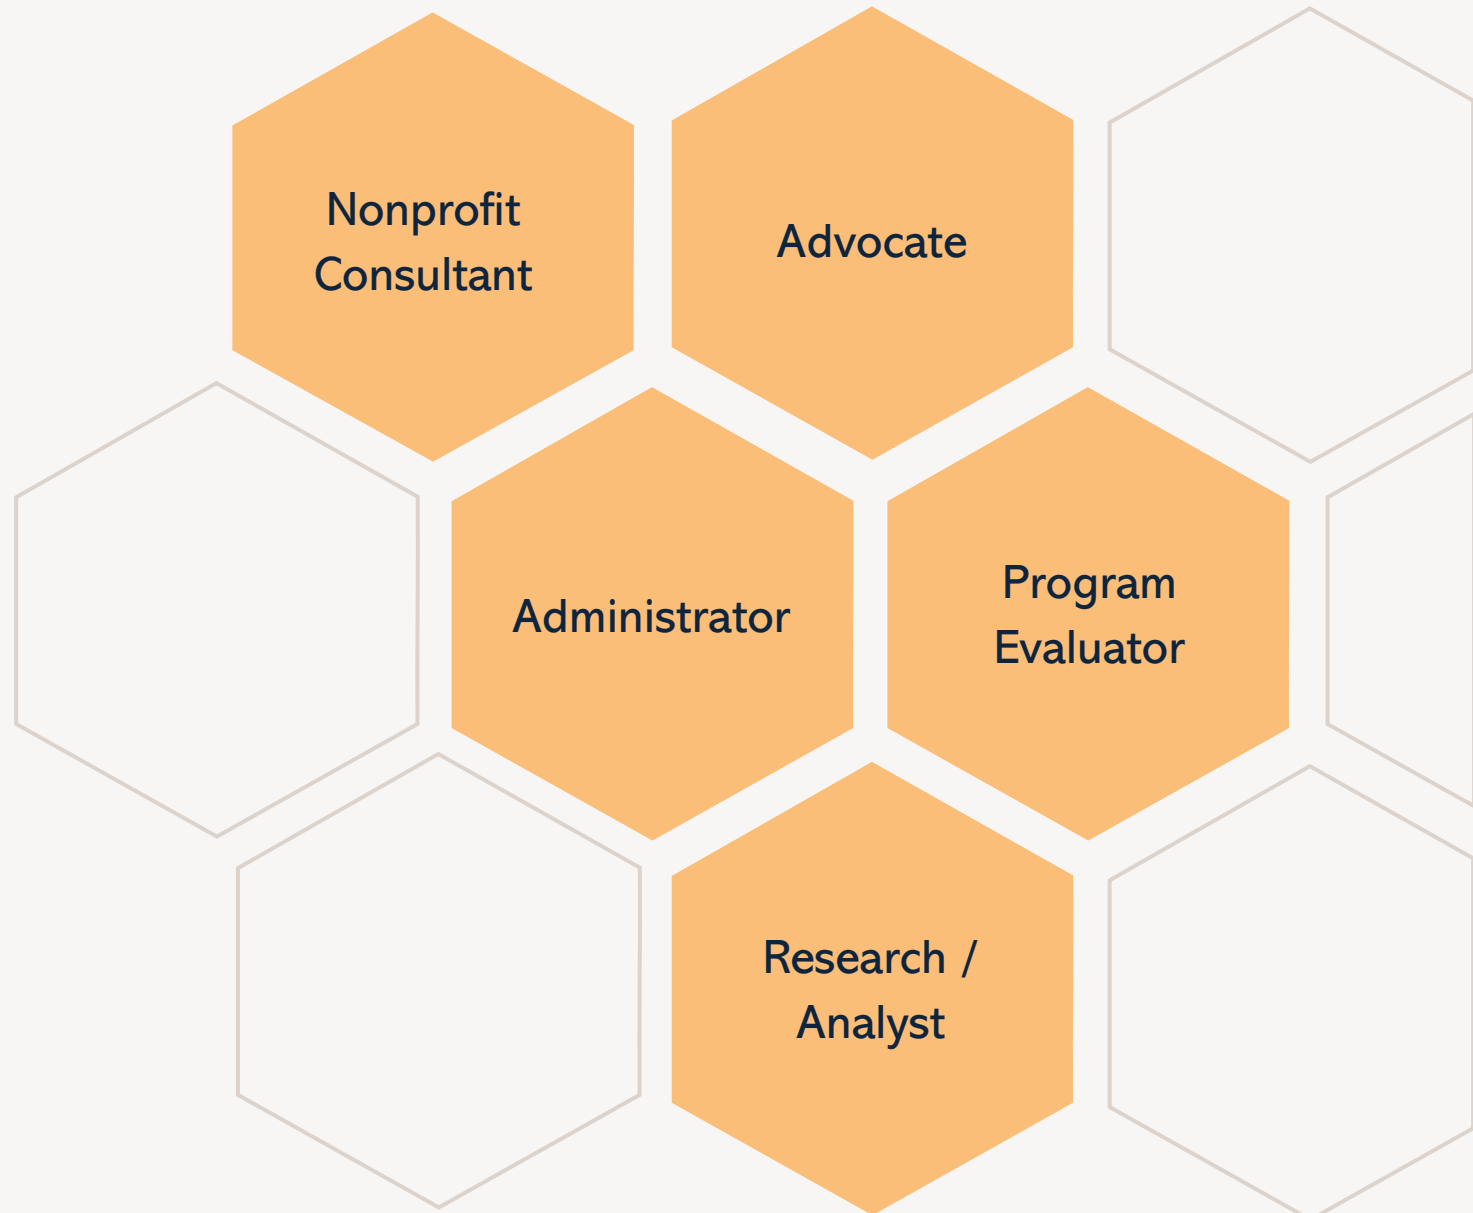 Nonprofit
Consultant
Advocate
Administrator
Program
Evaluator
Research /
Analyst